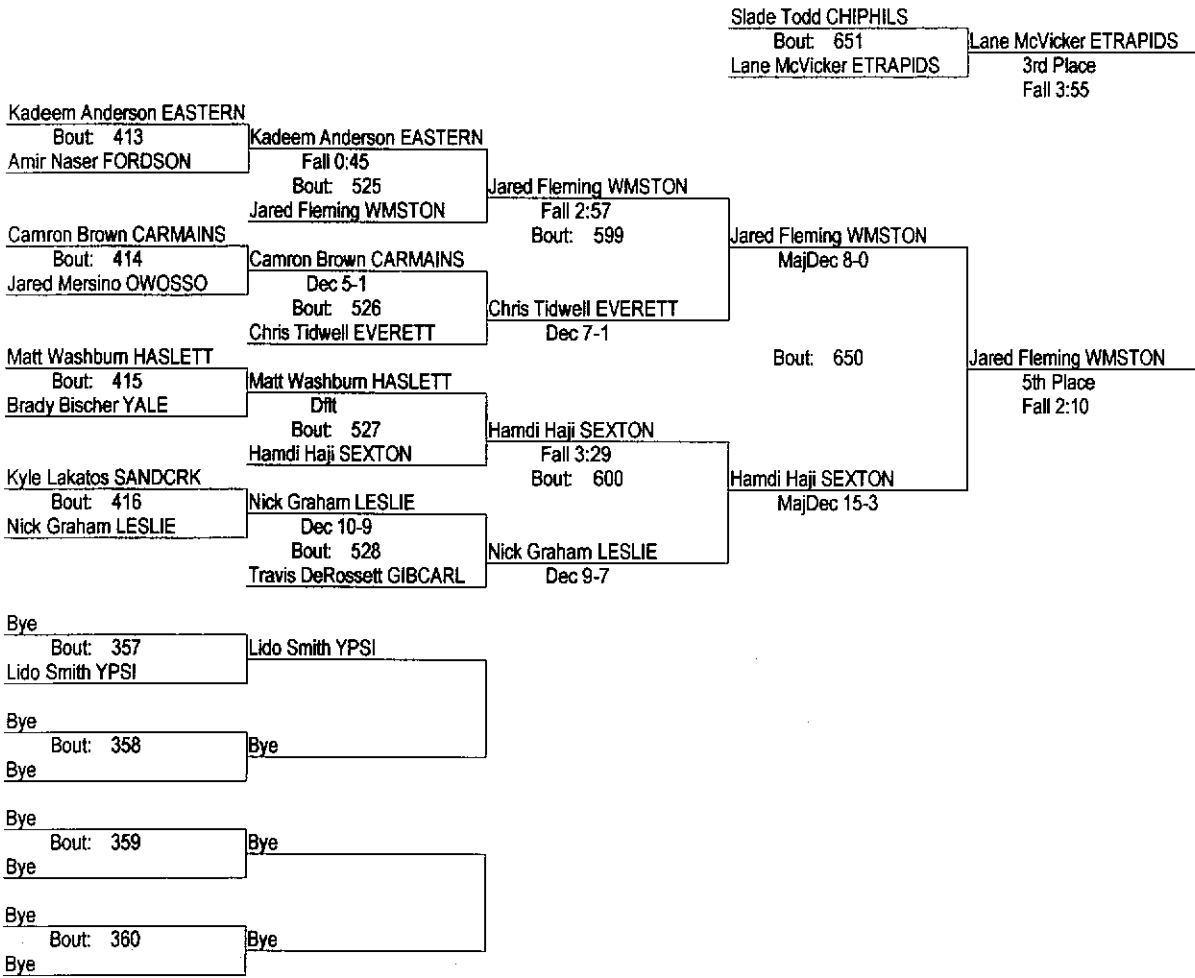 Slade Todd CHIPHILS
Bout: 651
Lane McVicker ETRAPIDS
Lane McVicker ETRAPIDS
3rd Place
Fall 3:55
Kadeem Anderson EASTERN
Bout: 413
Amir Naser FORDSON
Kadeem Anderson EASTERN
Fall 0:45
Bout: 525
Jared Fleming WMSTON
Jared Fleming WMSTON
Fall 2:57
Bout: 599
Camron Brown CARMAINS
Bout: 414
Jared Mersino OWOSSO
Camron Brown CARMAINS
Dec 5-1
Bout: 526
Chris Tidwell EVERETT
Chris Tidwell EVERETT
Dec 7-1
Jared Fleming WMSTON
MajDec 8-0
Matt Washburn HASLETT
Bout: 415
Brady Bischer YALE
Matt Washburn HASLETT
Dflt
Bout: 527
Hamdi Haji SEXTON
Hamdi Haji SEXTON
Fall 3:29
Bout: 600
Bout: 650
Jared Fleming WMSTON
5th Place
Fall 2:10
Kyle Lakatos SANDCRK
Bout: 416
Nick Graham LESLIE
Nick Graham LESLIE
Dec 10-9
Bout: 528
Travis DeRossett GIBCARL
Nick Graham LESLIE
Dec 9-7
Hamdi Haji SEXTON
MajDec 15-3
Bye
Bout: 357
Lido Smith YPSI
Lido Smith YPSI
Bye
Bout: 358
Bye
Bye
Bye
Bout: 359
Bye
Bye
Bye
Bout: 360
Bye
Bye